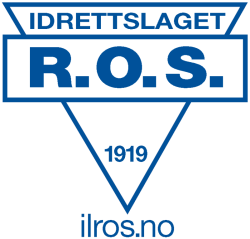 IDRETTSLAGET
R.O.S.
1919
ilros.no